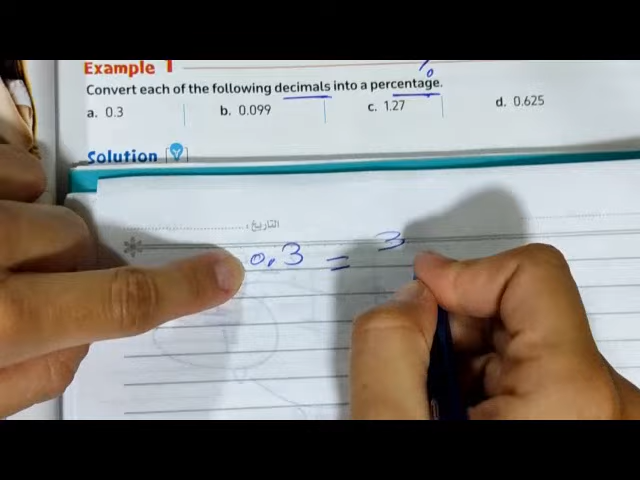 Example 1
%
Convert each of the following decimals into a percentage.
a. 0.3 b. 0.099 c. 1.27 d. 0.625
Solution
التاريخ:
0.3 = 3